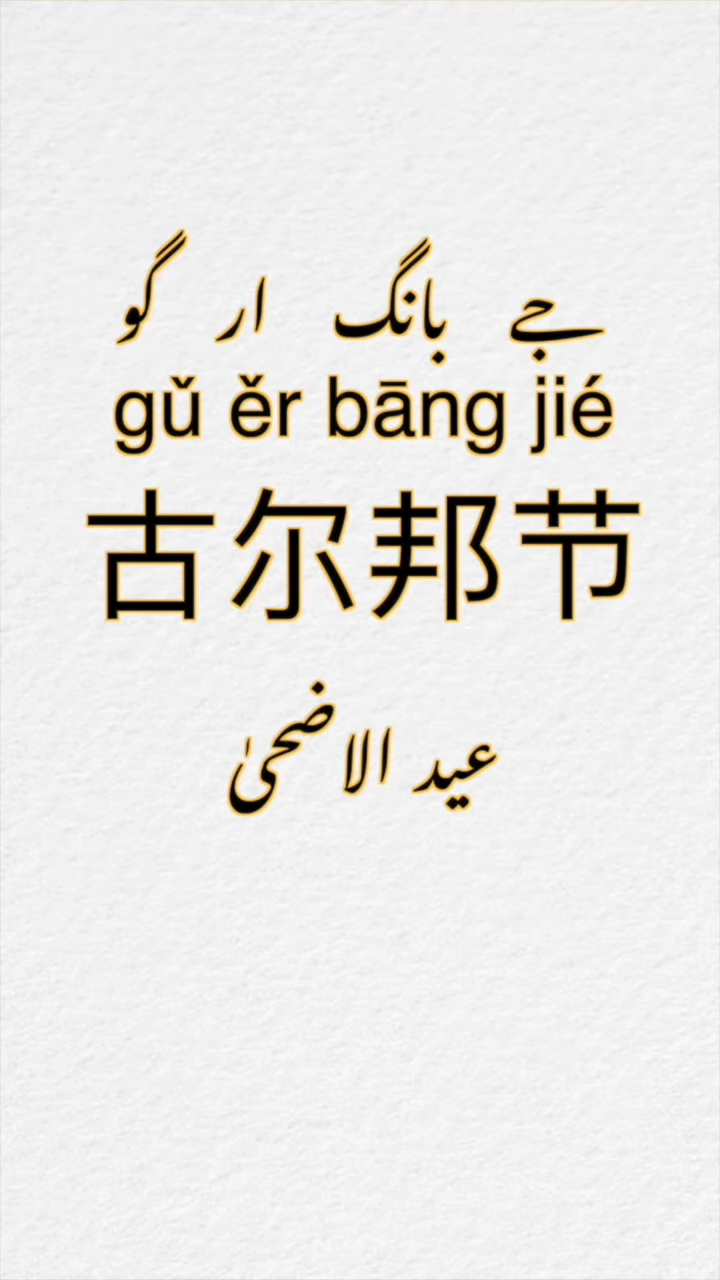 گو ار بانگ جے
gǔ ěr bāng jié
古尔邦节
عید الاضحیٰ